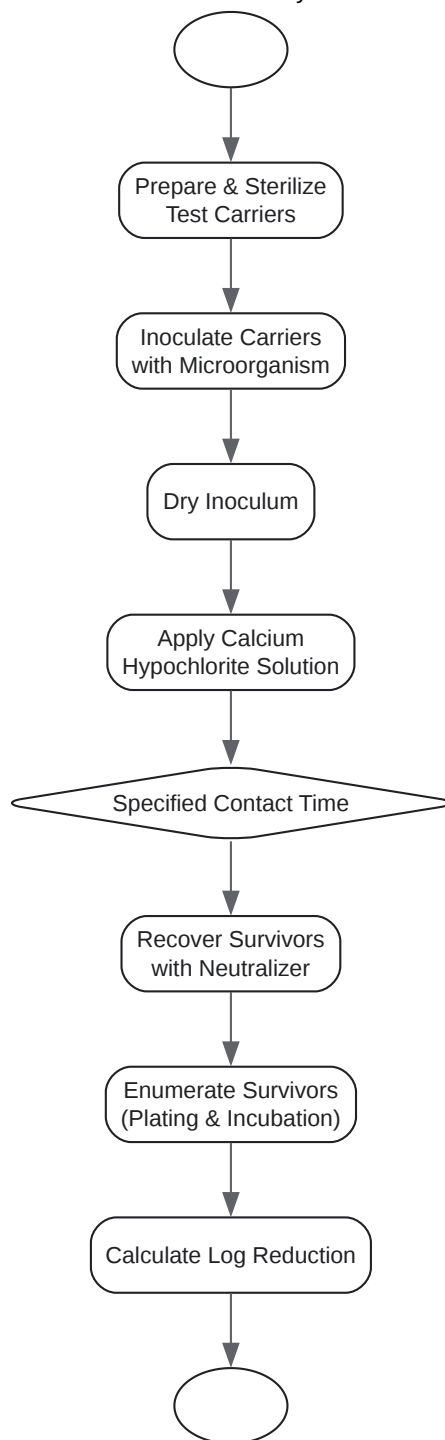 Prepare & Sterilize
Test Carriers
Inoculate Carriers
with Microorganism
Dry Inoculum
Apply Calcium
Hypochlorite Solution
Specified Contact Time
Recover Survivors
with Neutralizer
Enumerate Survivors
(Plating & Incubation)
Calculate Log Reduction